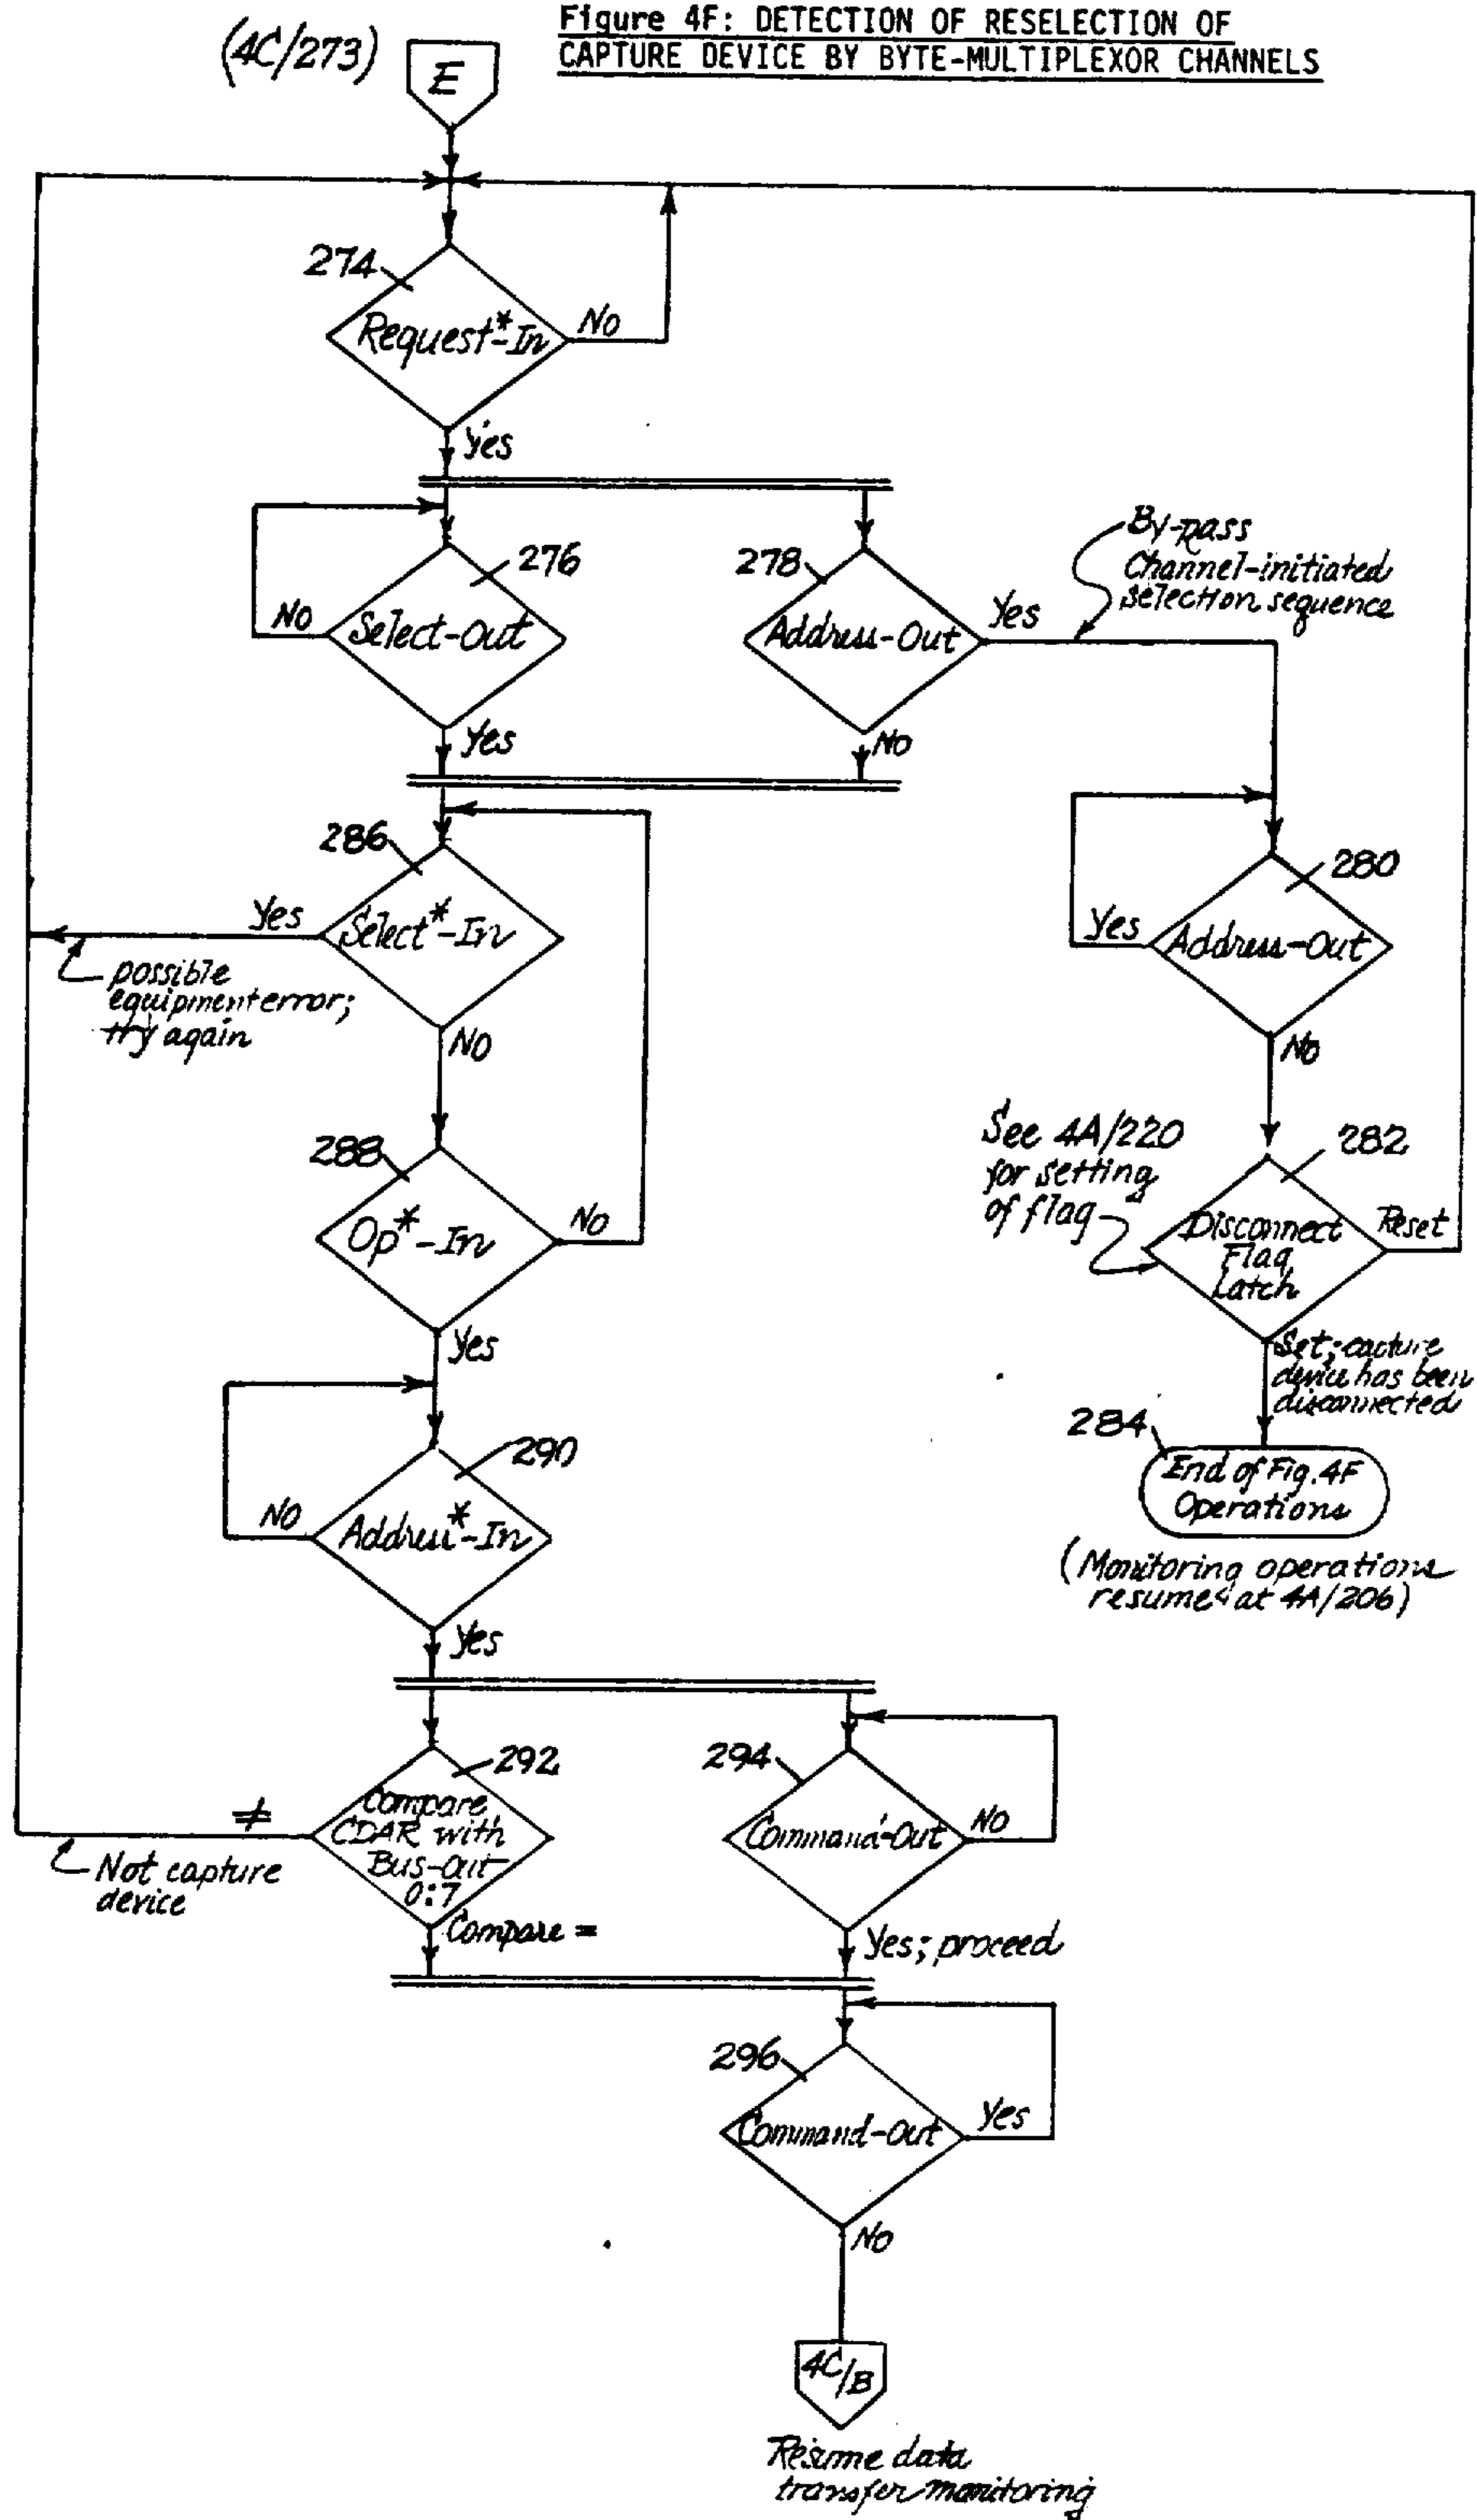 Figure 4F: DETECTION OF RESELECTION OF
CAPTURE DEVICE BY BYTE-MULTIPLEXOR CHANNELS
(4C/273)
E
274
Request*-In
No
Yes
276
Select-Out
No
Yes
278
Address-Out
Yes
No
By-pass
Channel-initiated
selection sequence
286
Select*-In
Yes
possible
equipment error;
try again
No
280
Address-Out
Yes
No
288
Op*-In
No
Yes
See 4A/220
for setting
of flag
282
Disconnect
Flag
Latch
Reset
Set; capture
device has been
disconnected
284
End of Fig. 4F
Operations
(Monitoring operations
resume at 4A/206)
290
Address*-In
No
Yes
292
Compare
CDAR with
Bus-out
0:7
≠
Not capture
device
Compare =
294
Command-Out
No
Yes; proceed
296
Command-Out
Yes
No
4C/B
Resume data
transfer monitoring